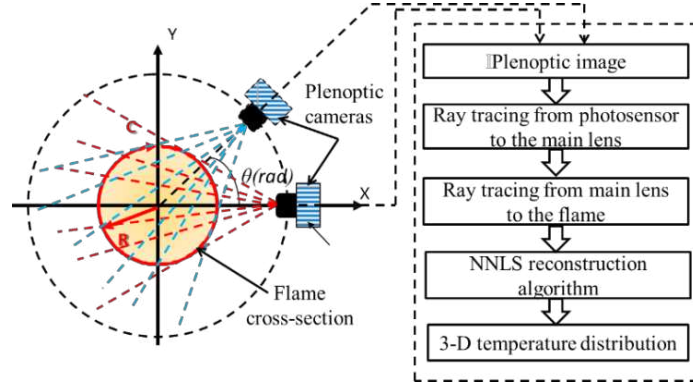 Y
Plenoptic
cameras
C
θ(rad)
X
R
Flame
cross-section
Plenoptic image
Ray tracing from photosensor
to the main lens
Ray tracing from main lens
to the flame
NNLS reconstruction
algorithm
3-D temperature distribution